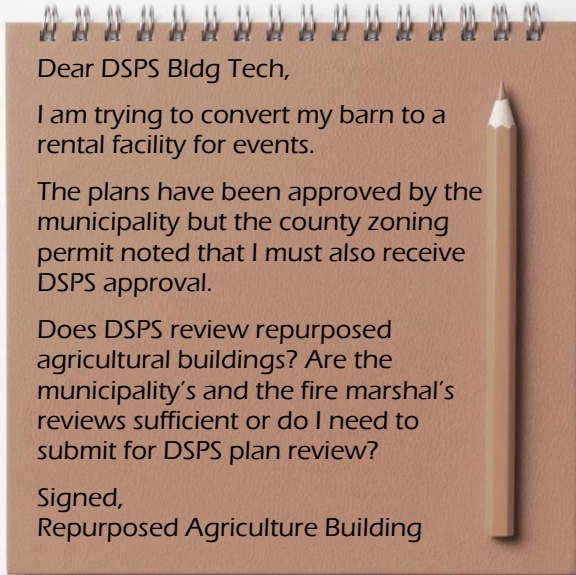 Dear DSPS Bldg Tech,
I am trying to convert my barn to a
rental facility for events.
The plans have been approved by the
municipality but the county zoning
permit noted that I must also receive
DSPS approval.
Does DSPS review repurposed
agricultural buildings? Are the
municipality's and the fire marshal's
reviews sufficient or do I need to
submit for DSPS plan review?
Signed,
Repurposed Agriculture Building